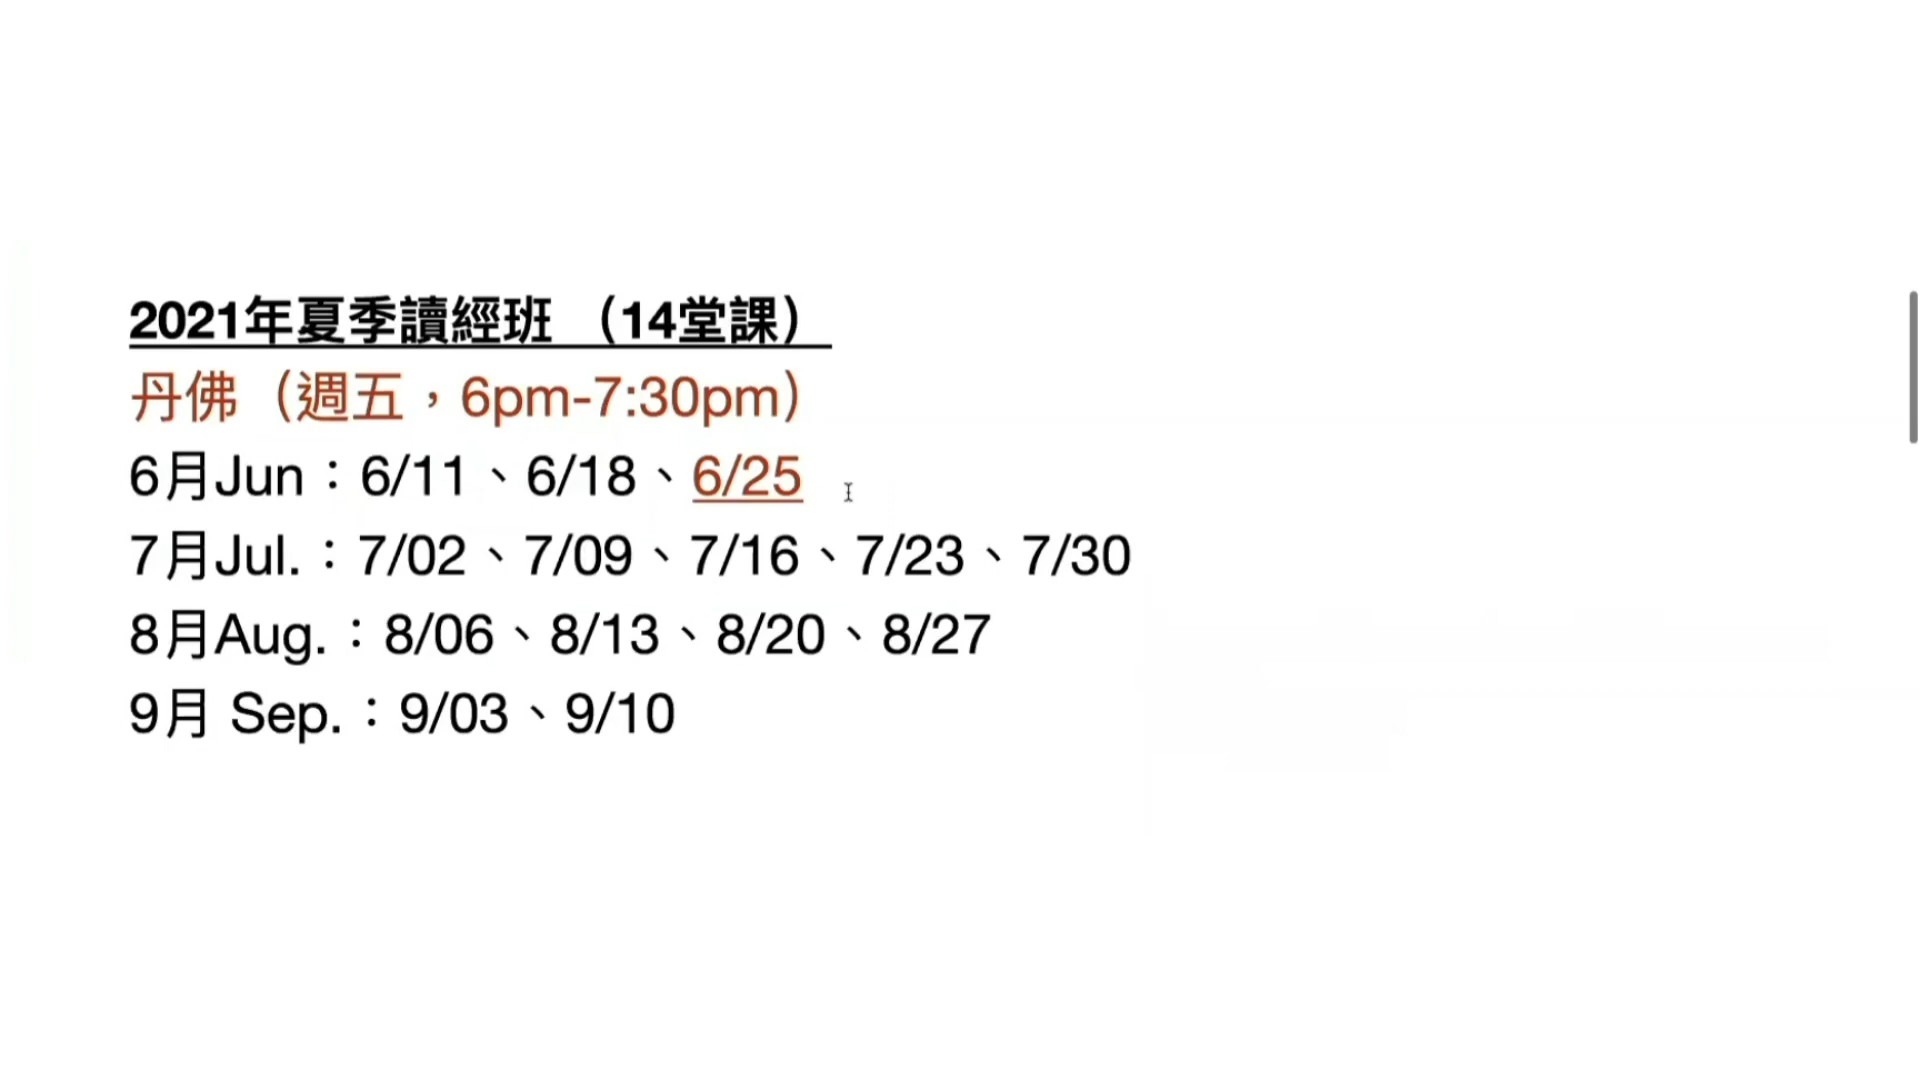 2021年夏季讀經班 （14堂課）
丹佛（週五，6pm-7:30pm）
6月Jun：6/11、6/18、6/25
7月Jul.：7/02、7/09、7/16、7/23、7/30
8月Aug.：8/06、8/13、8/20、8/27
9月 Sep.：9/03、9/10